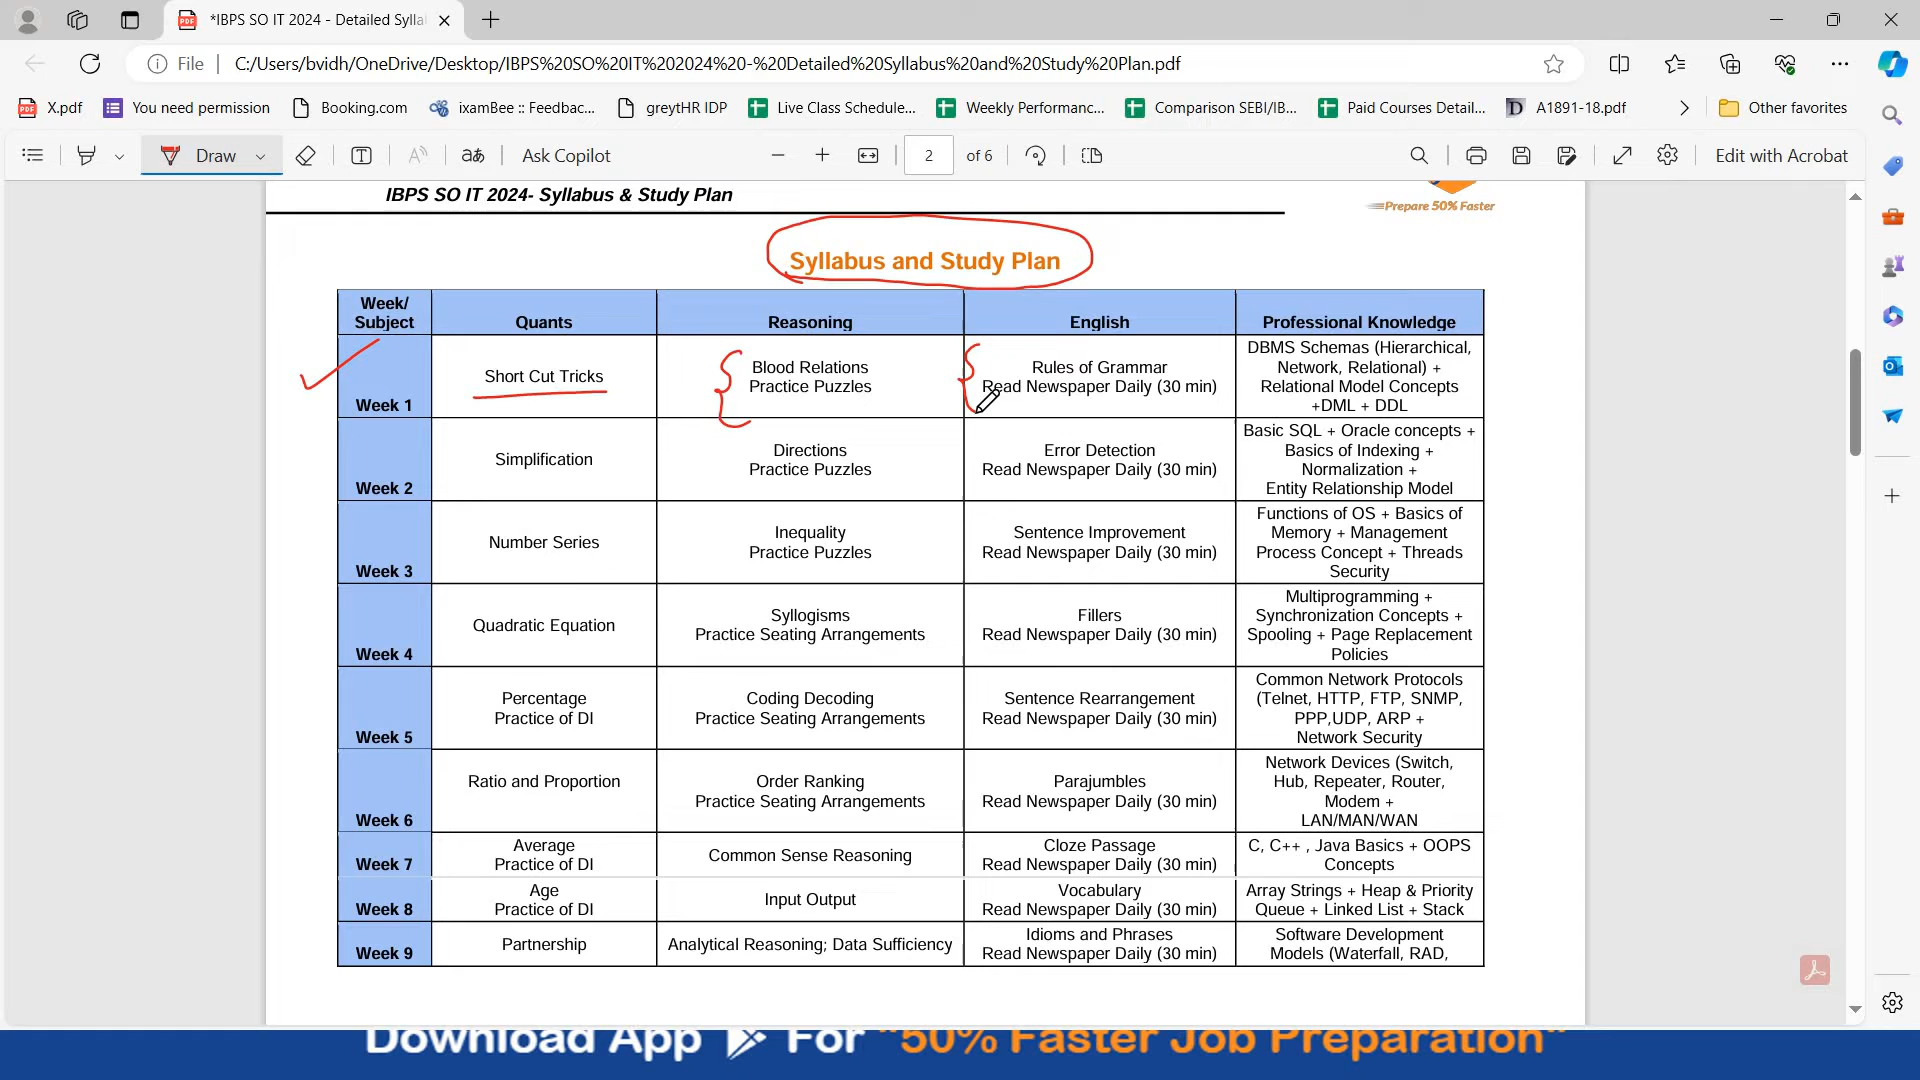 *IBPS SO IT 2024 - Detailed Sylla
File
C:/Users/bvidh/OneDrive/Desktop/IBPS%20SO%20IT%202024%20-%20Detailed%20Syllabus%20and%20Study%20Plan.pdf
X.pdf
You need permission
Booking.com
ixamBee :: Feedbac...
greytHR IDP
Live Class Schedule...
Weekly Performanc...
Comparison SEBI/IB...
Paid Courses Detail...
A1891-18.pdf
Other favorites
Draw
Ask Copilot
2 of 6
Edit with Acrobat
IBPS SO IT 2024- Syllabus & Study Plan
Prepare 50% Faster
Syllabus and Study Plan
Week/
Subject
Quants
Reasoning
English
Professional Knowledge
Week 1
Short Cut Tricks
Blood Relations
Practice Puzzles
Rules of Grammar
Read Newspaper Daily (30 min)
DBMS Schemas (Hierarchical,
Network, Relational) +
Relational Model Concepts
+DML + DDL
Week 2
Simplification
Directions
Practice Puzzles
Error Detection
Read Newspaper Daily (30 min)
Basic SQL + Oracle concepts +
Basics of Indexing +
Normalization +
Entity Relationship Model
Week 3
Number Series
Inequality
Practice Puzzles
Sentence Improvement
Read Newspaper Daily (30 min)
Functions of OS + Basics of
Memory + Management
Process Concept + Threads
Security
Week 4
Quadratic Equation
Syllogisms
Practice Seating Arrangements
Fillers
Read Newspaper Daily (30 min)
Multiprogramming +
Synchronization Concepts +
Spooling + Page Replacement
Policies
Week 5
Percentage
Practice of DI
Coding Decoding
Practice Seating Arrangements
Sentence Rearrangement
Read Newspaper Daily (30 min)
Common Network Protocols
(Telnet, HTTP, FTP, SNMP,
PPP,UDP, ARP +
Network Security
Week 6
Ratio and Proportion
Order Ranking
Practice Seating Arrangements
Parajumbles
Read Newspaper Daily (30 min)
Network Devices (Switch,
Hub, Repeater, Router,
Modem +
LAN/MAN/WAN
Week 7
Average
Practice of DI
Common Sense Reasoning
Cloze Passage
Read Newspaper Daily (30 min)
C, C++ , Java Basics + OOPS
Concepts
Week 8
Age
Practice of DI
Input Output
Vocabulary
Read Newspaper Daily (30 min)
Array Strings + Heap & Priority
Queue + Linked List + Stack
Week 9
Partnership
Analytical Reasoning; Data Sufficiency
Idioms and Phrases
Read Newspaper Daily (30 min)
Software Development
Models (Waterfall, RAD,
Download App For "50% Faster Job Preparation"